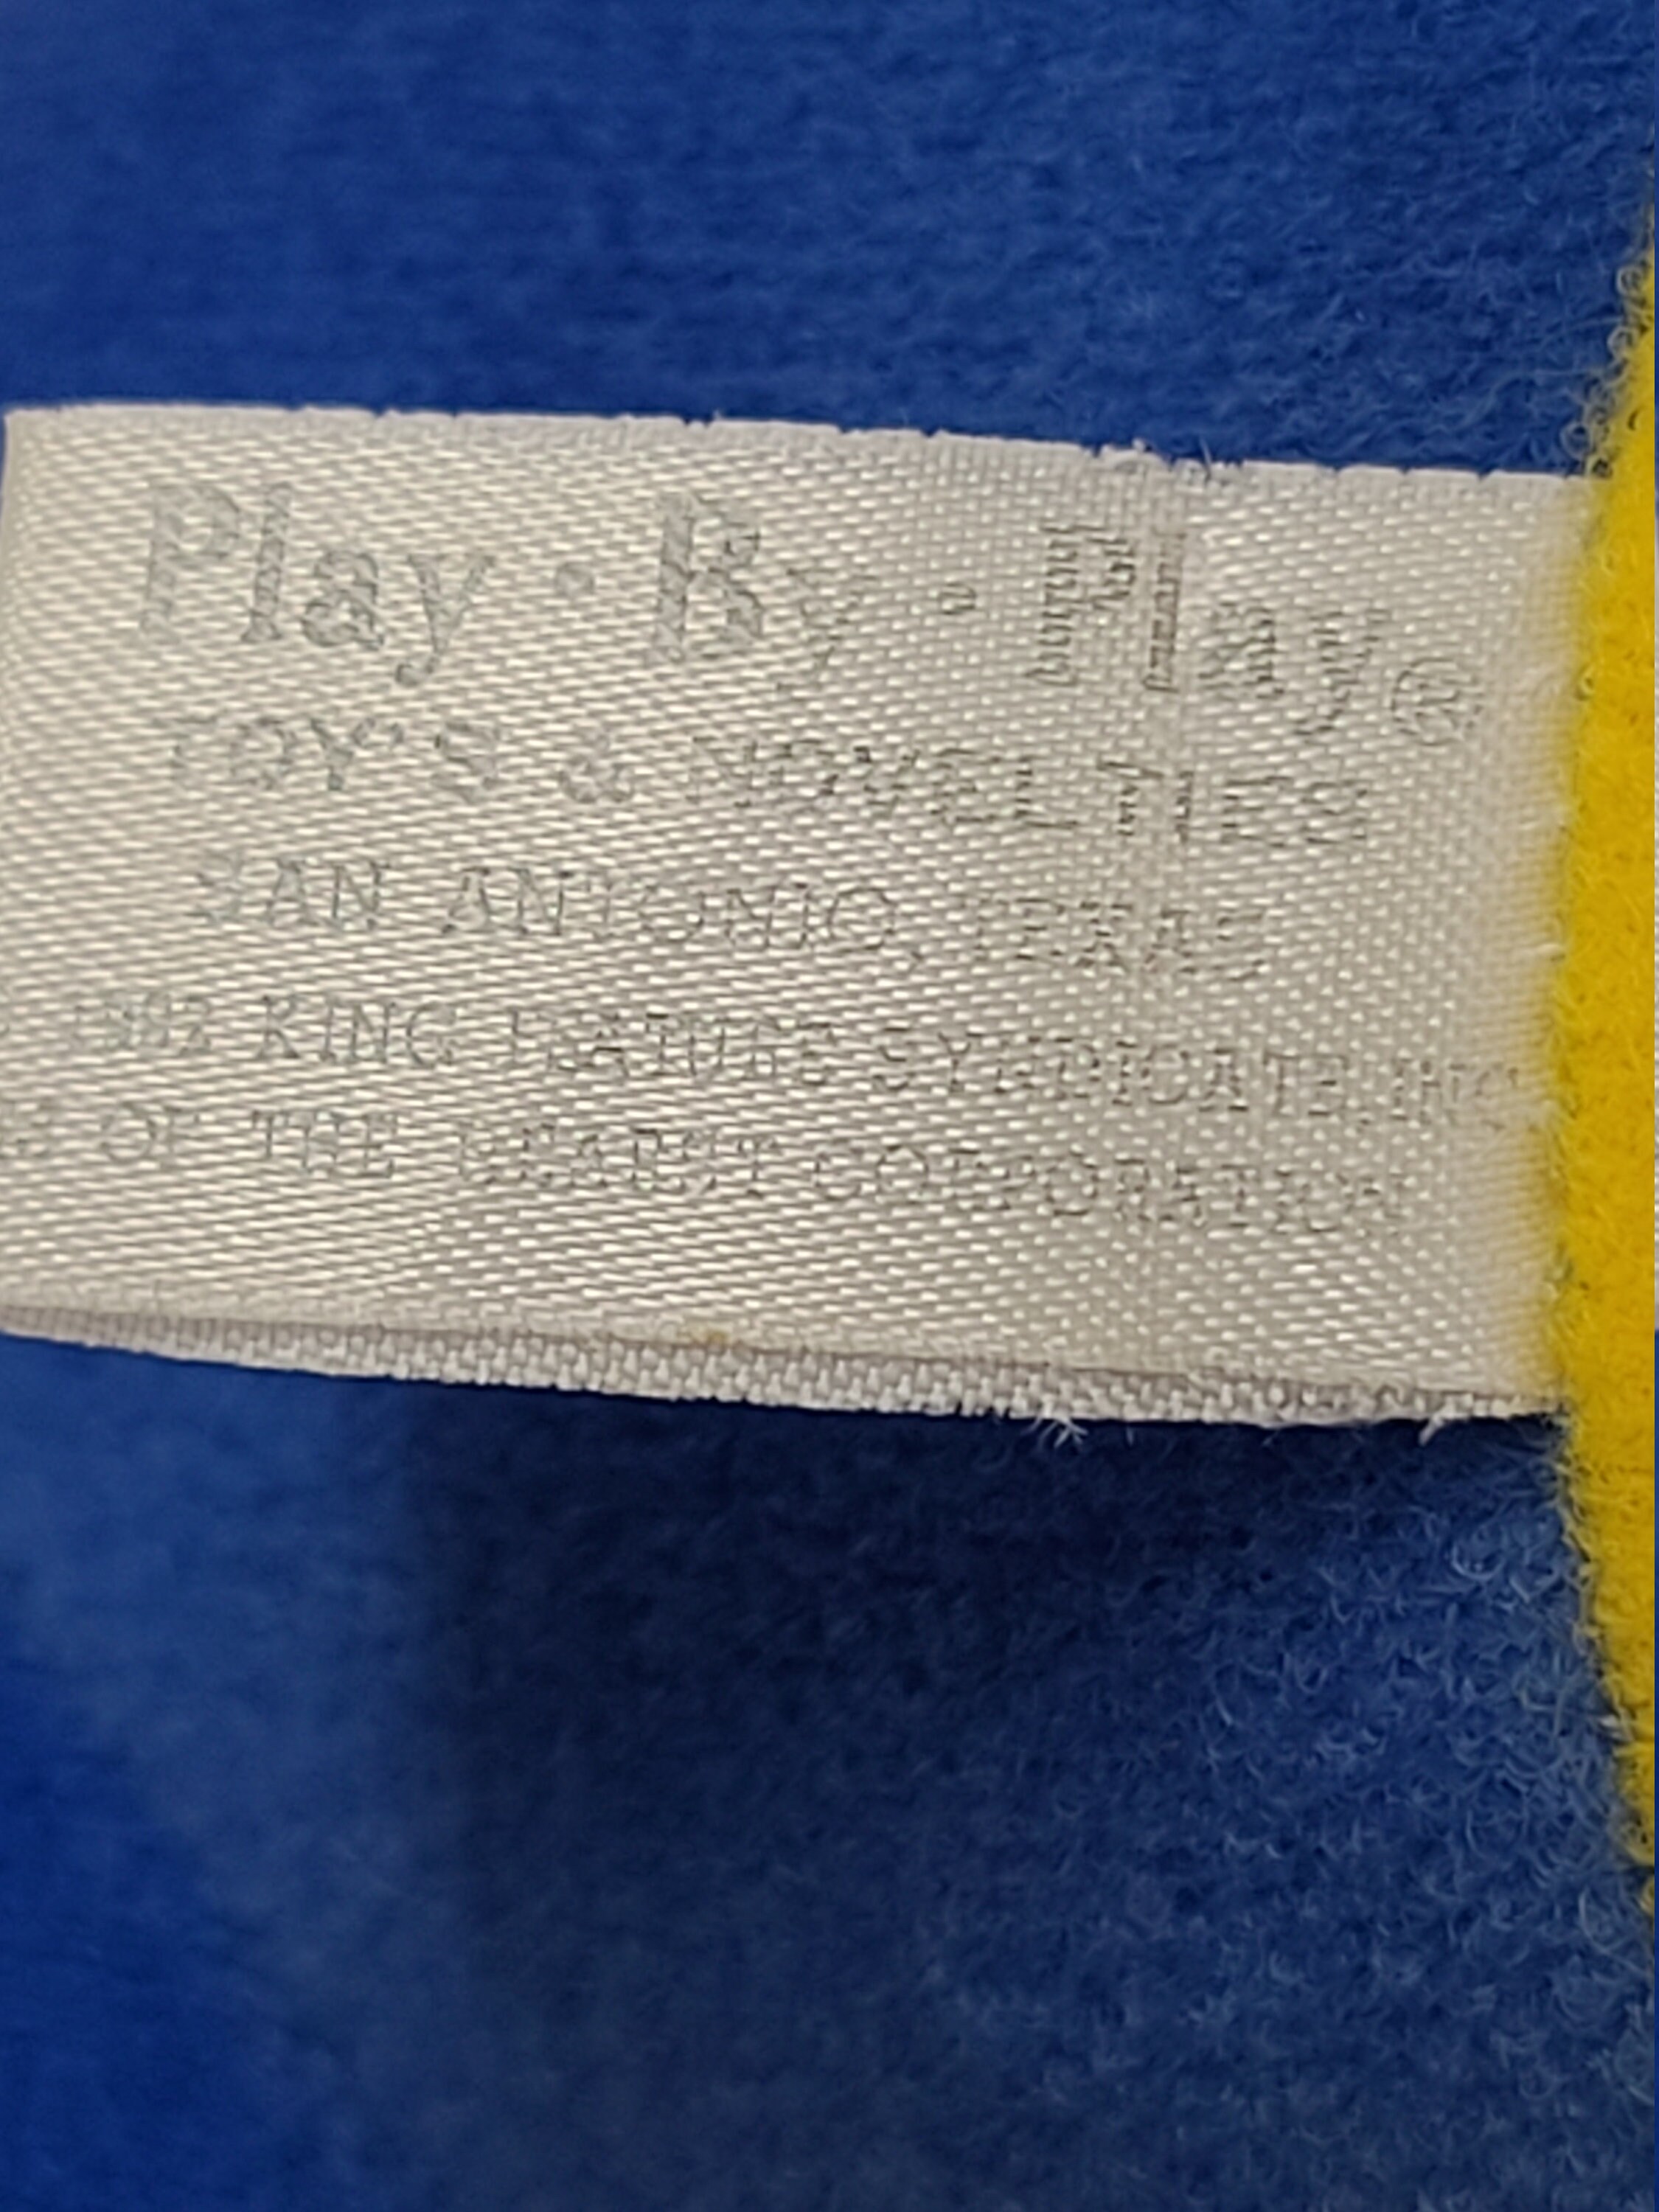 Play · By · Play®
TOY'S & NOVELTIES
SAN ANTONIO, TEXAS
1992 KING FEATURE SYNDICATE, INC
OF THE HEARST CORPORATION